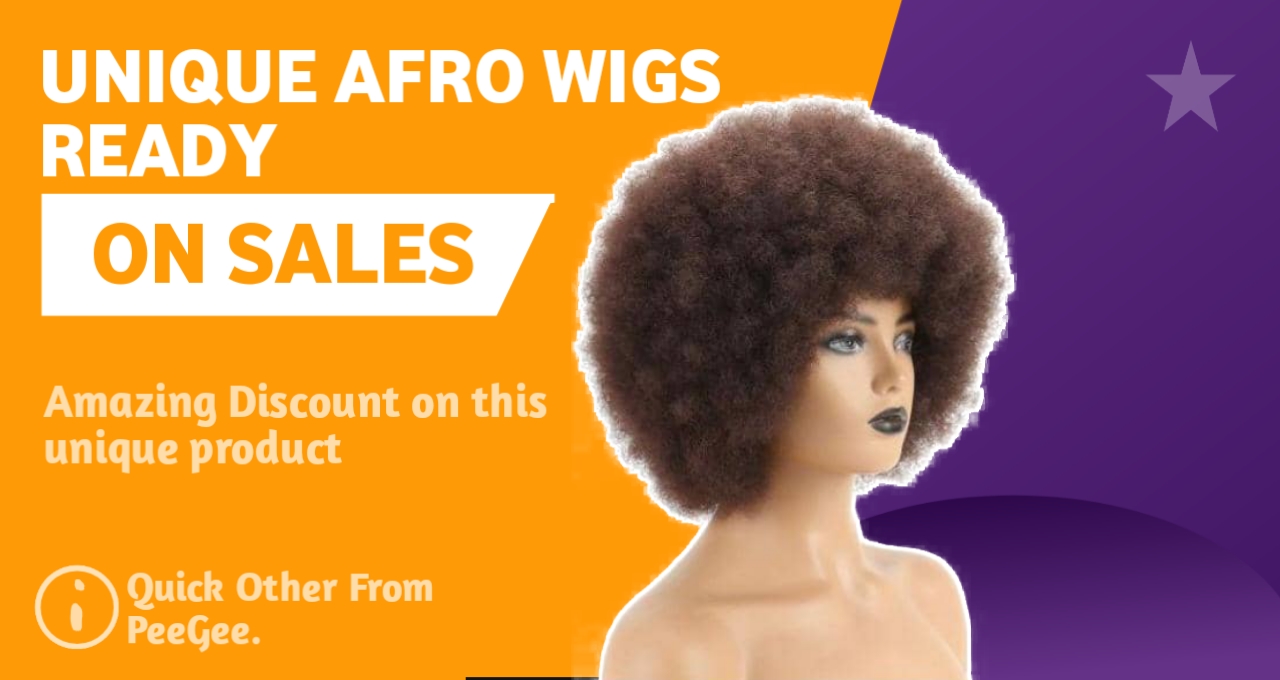 UNIQUE AFRO WIGS
READY
ON SALES
Amazing Discount on this
unique product
Quick Other From
PeeGee.